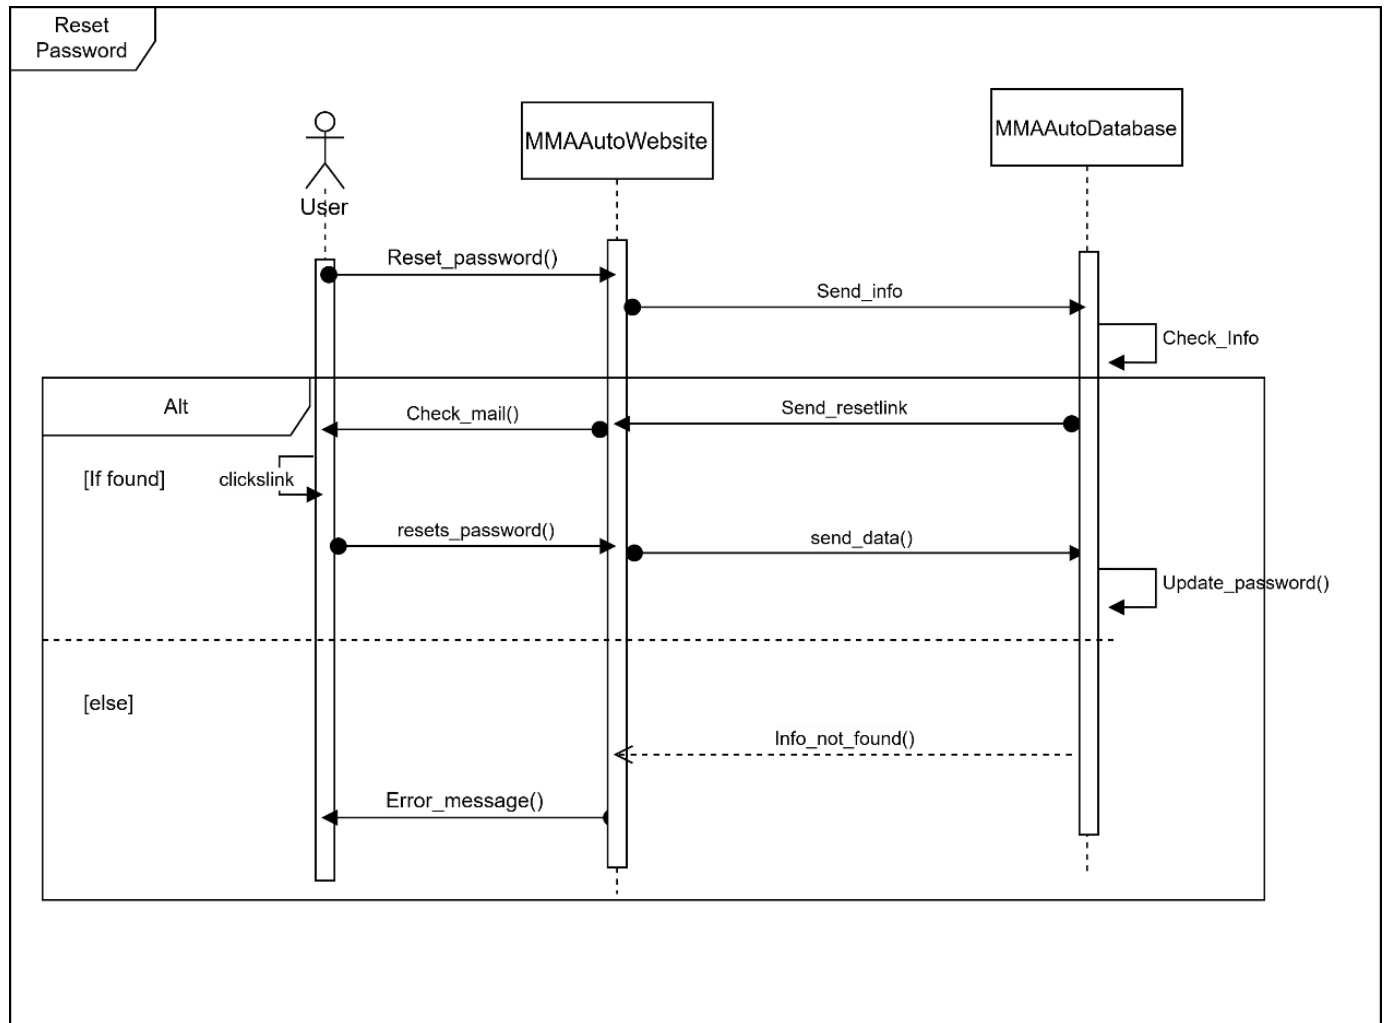 Reset
Password
MMAAutoWebsite
MMAAutoDatabase
User
Reset_password()
Send_info
Check_Info
Alt
Check_mail()
Send_resetlink
[If found]
clickslink
resets_password()
send_data()
Update_password()
[else]
Info_not_found()
Error_message()